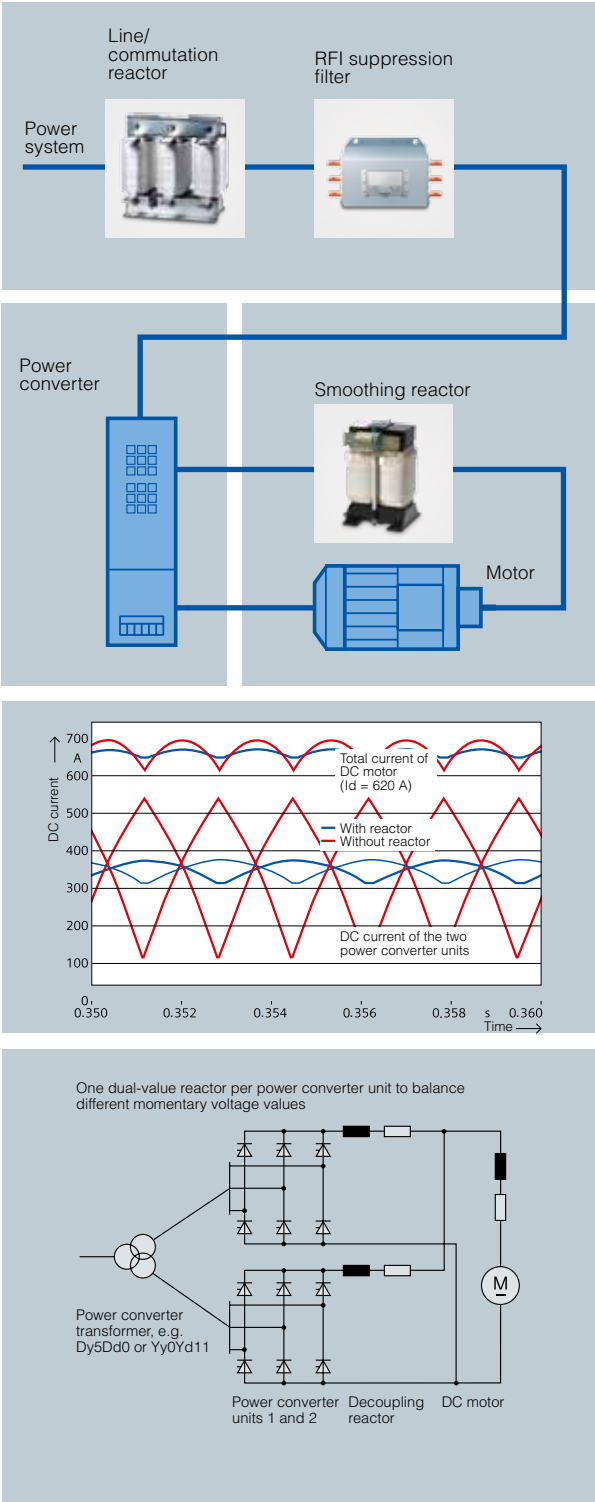 Line/
commutation
reactor
RFI suppression
filter
Power
system
Power
converter
Smoothing reactor
Motor
DC current
700
A
600
500
400
300
200
100
0
Total current of
DC motor
(Id = 620 A)
With reactor
Without reactor
DC current of the two
power converter units
0.350
0.352
0.354
0.356
0.358
s
0.360
Time
One dual-value reactor per power converter unit to balance
different momentary voltage values
M
Power converter
transformer, e.g.
Dy5Dd0 or Yy0Yd11
Power converter
units 1 and 2
Decoupling
reactor
DC motor